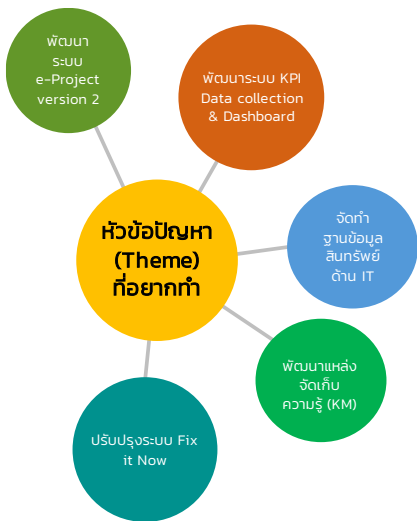 พัฒนา
ระบบ
e-Project
version 2
พัฒนาระบบ KPI
Data collection
& Dashboard
หัวข้อปัญหา
(Theme)
ที่อยากทำ
จัดทำ
ฐานข้อมูล
สินทรัพย์
ด้าน IT
พัฒนาแหล่ง
จัดเก็บ
ความรู้ (KM)
ปรับปรุงระบบ Fix
it Now